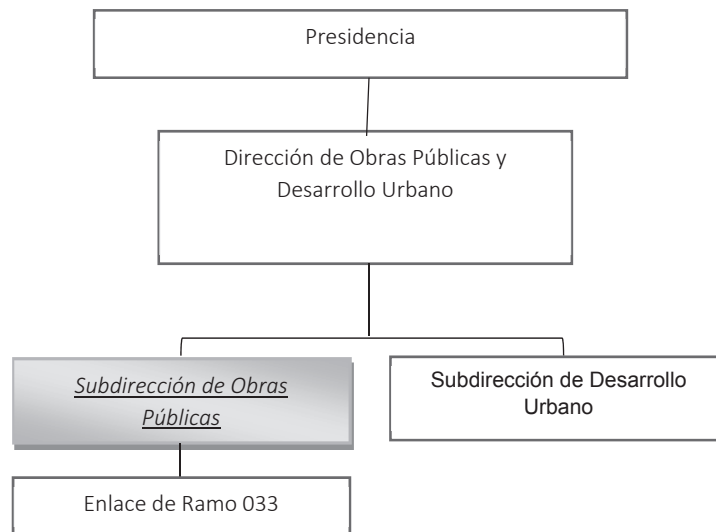 Presidencia
Dirección de Obras Públicas y
Desarrollo Urbano
Subdirección de Obras
Públicas
Subdirección de Desarrollo
Urbano
Enlace de Ramo 033